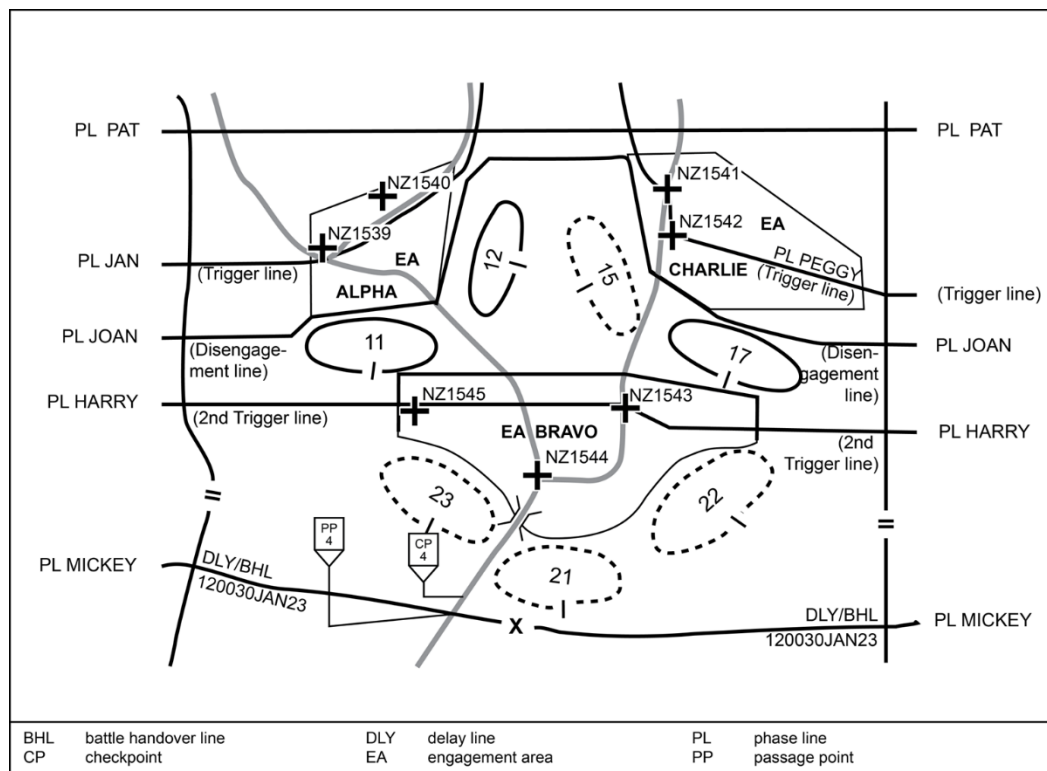 PL PAT
PL PAT
NZ1540
NZ1541
NZ1539
NZ1542
EA
EA
PL JAN
(Trigger line)
12
15
CHARLIE
PL PEGGY
(Trigger line)
(Trigger line)
ALPHA
PL JOAN
(Disengage-
ment line)
11
17
PL JOAN
(Disen-
gagement
line)
PL HARRY
(2nd Trigger line)
NZ1545
NZ1543
EA BRAVO
PL HARRY
(2nd
Trigger line)
NZ1544
23
22
=
=
PP
4
CP
4
PL MICKEY
DLY/BHL
120030JAN23
21
X
DLY/BHL
120030JAN23
PL MICKEY
BHL battle handover line
DLY delay line
PL phase line
CP checkpoint
EA engagement area
PP passage point